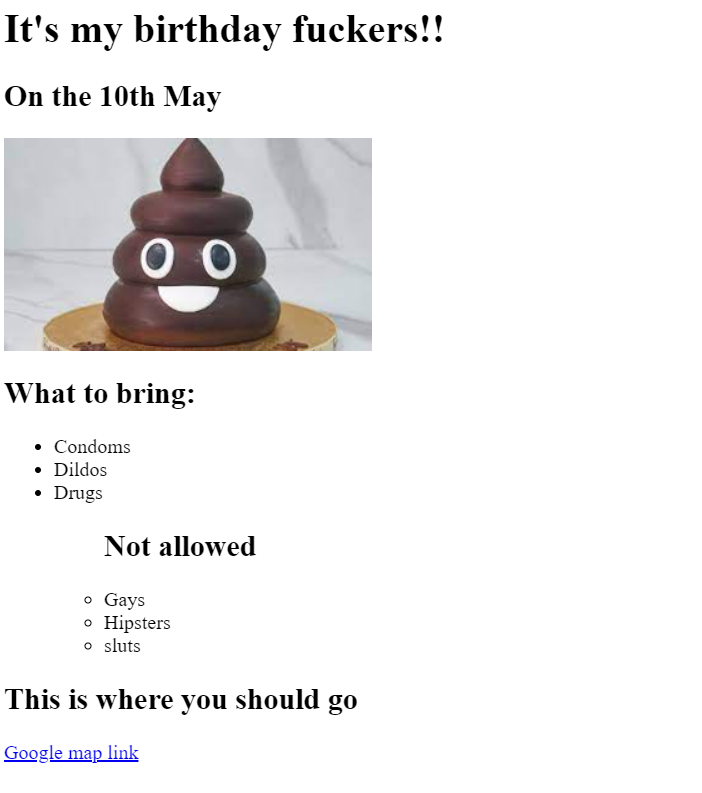 It's my birthday fuckers!!
On the 10th May
What to bring:
Condoms
Dildos
Drugs
Not allowed
Gays
Hipsters
sluts
This is where you should go
Google map link